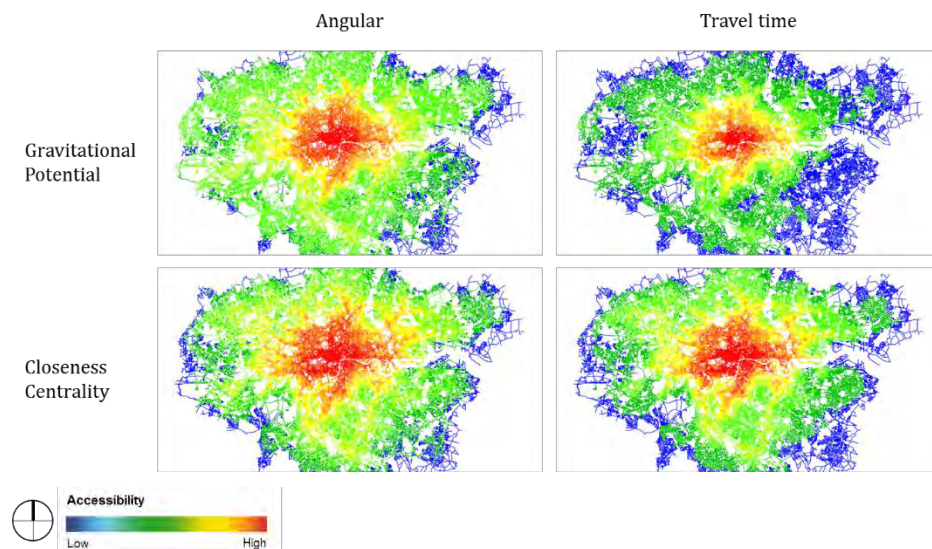 Angular
Travel time
Gravitational
Potential
Closeness
Centrality
Accessibility
Low
High